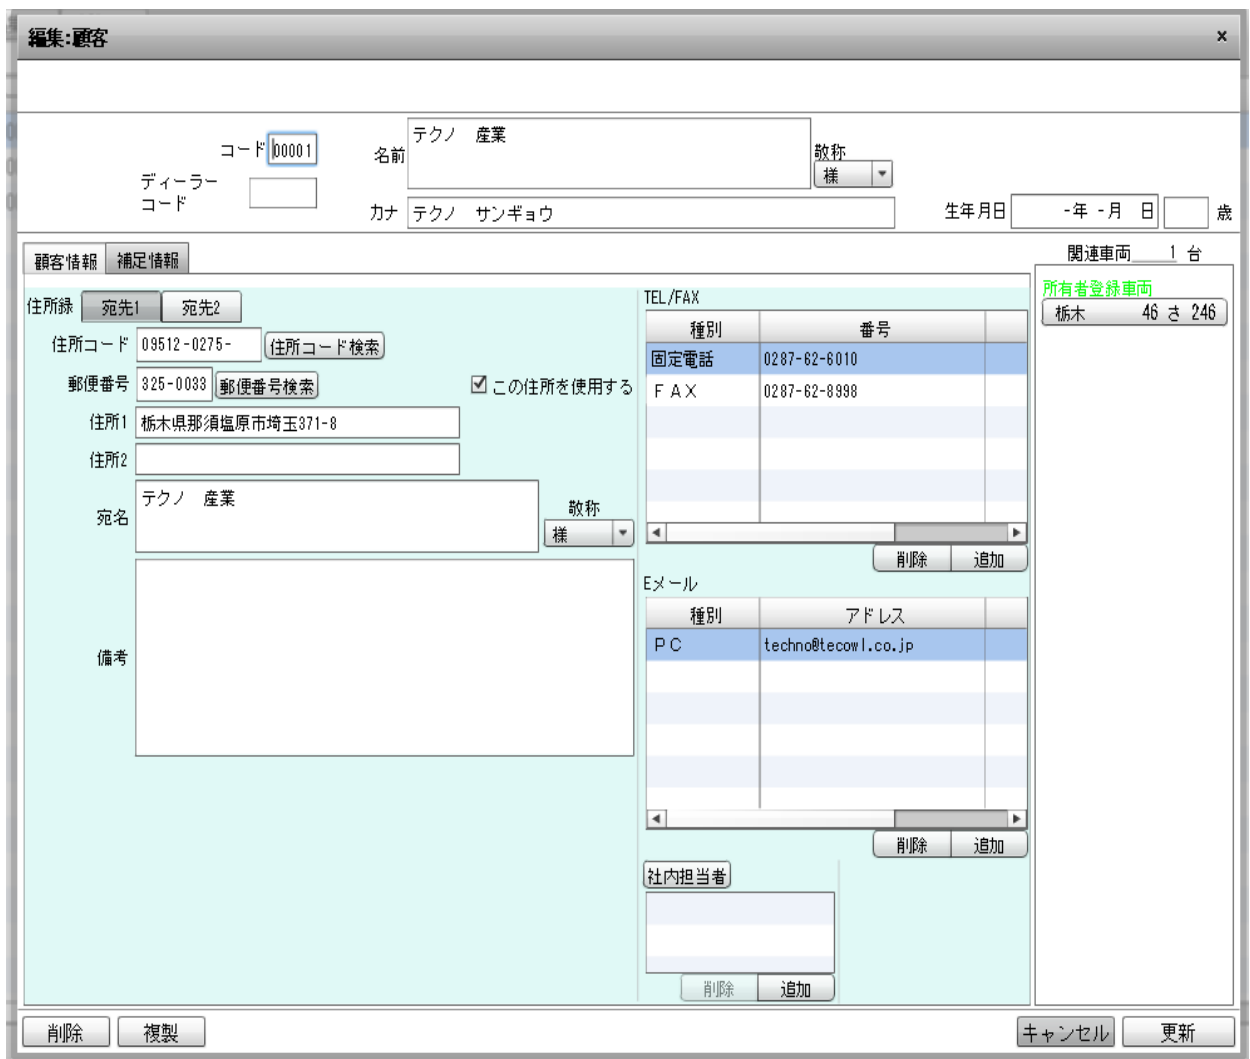 編集:顧客
×
コード 00001
名前 テクノ　産業
敬称
様
ディーラー
コード
カナ テクノ　サンギョウ
生年月日 -年 -月 日 歳
顧客情報 補足情報
関連車両 1 台
所有者登録車両
栃木 46 さ 246
住所録 宛先1 宛先2
住所コード 09512-0275- 住所コード検索
郵便番号 325-0033 郵便番号検索
この住所を使用する
住所1 栃木県那須塩原市埼玉371-8
住所2
宛名 テクノ　産業
敬称
様
備考
TEL/FAX
種別 番号
固定電話 0287-62-6010
ＦＡＸ 0287-62-8998
削除 追加
Eメール
種別 アドレス
ＰＣ techno@tecowl.co.jp
削除 追加
社内担当者
削除 追加
削除 複製
キャンセル 更新